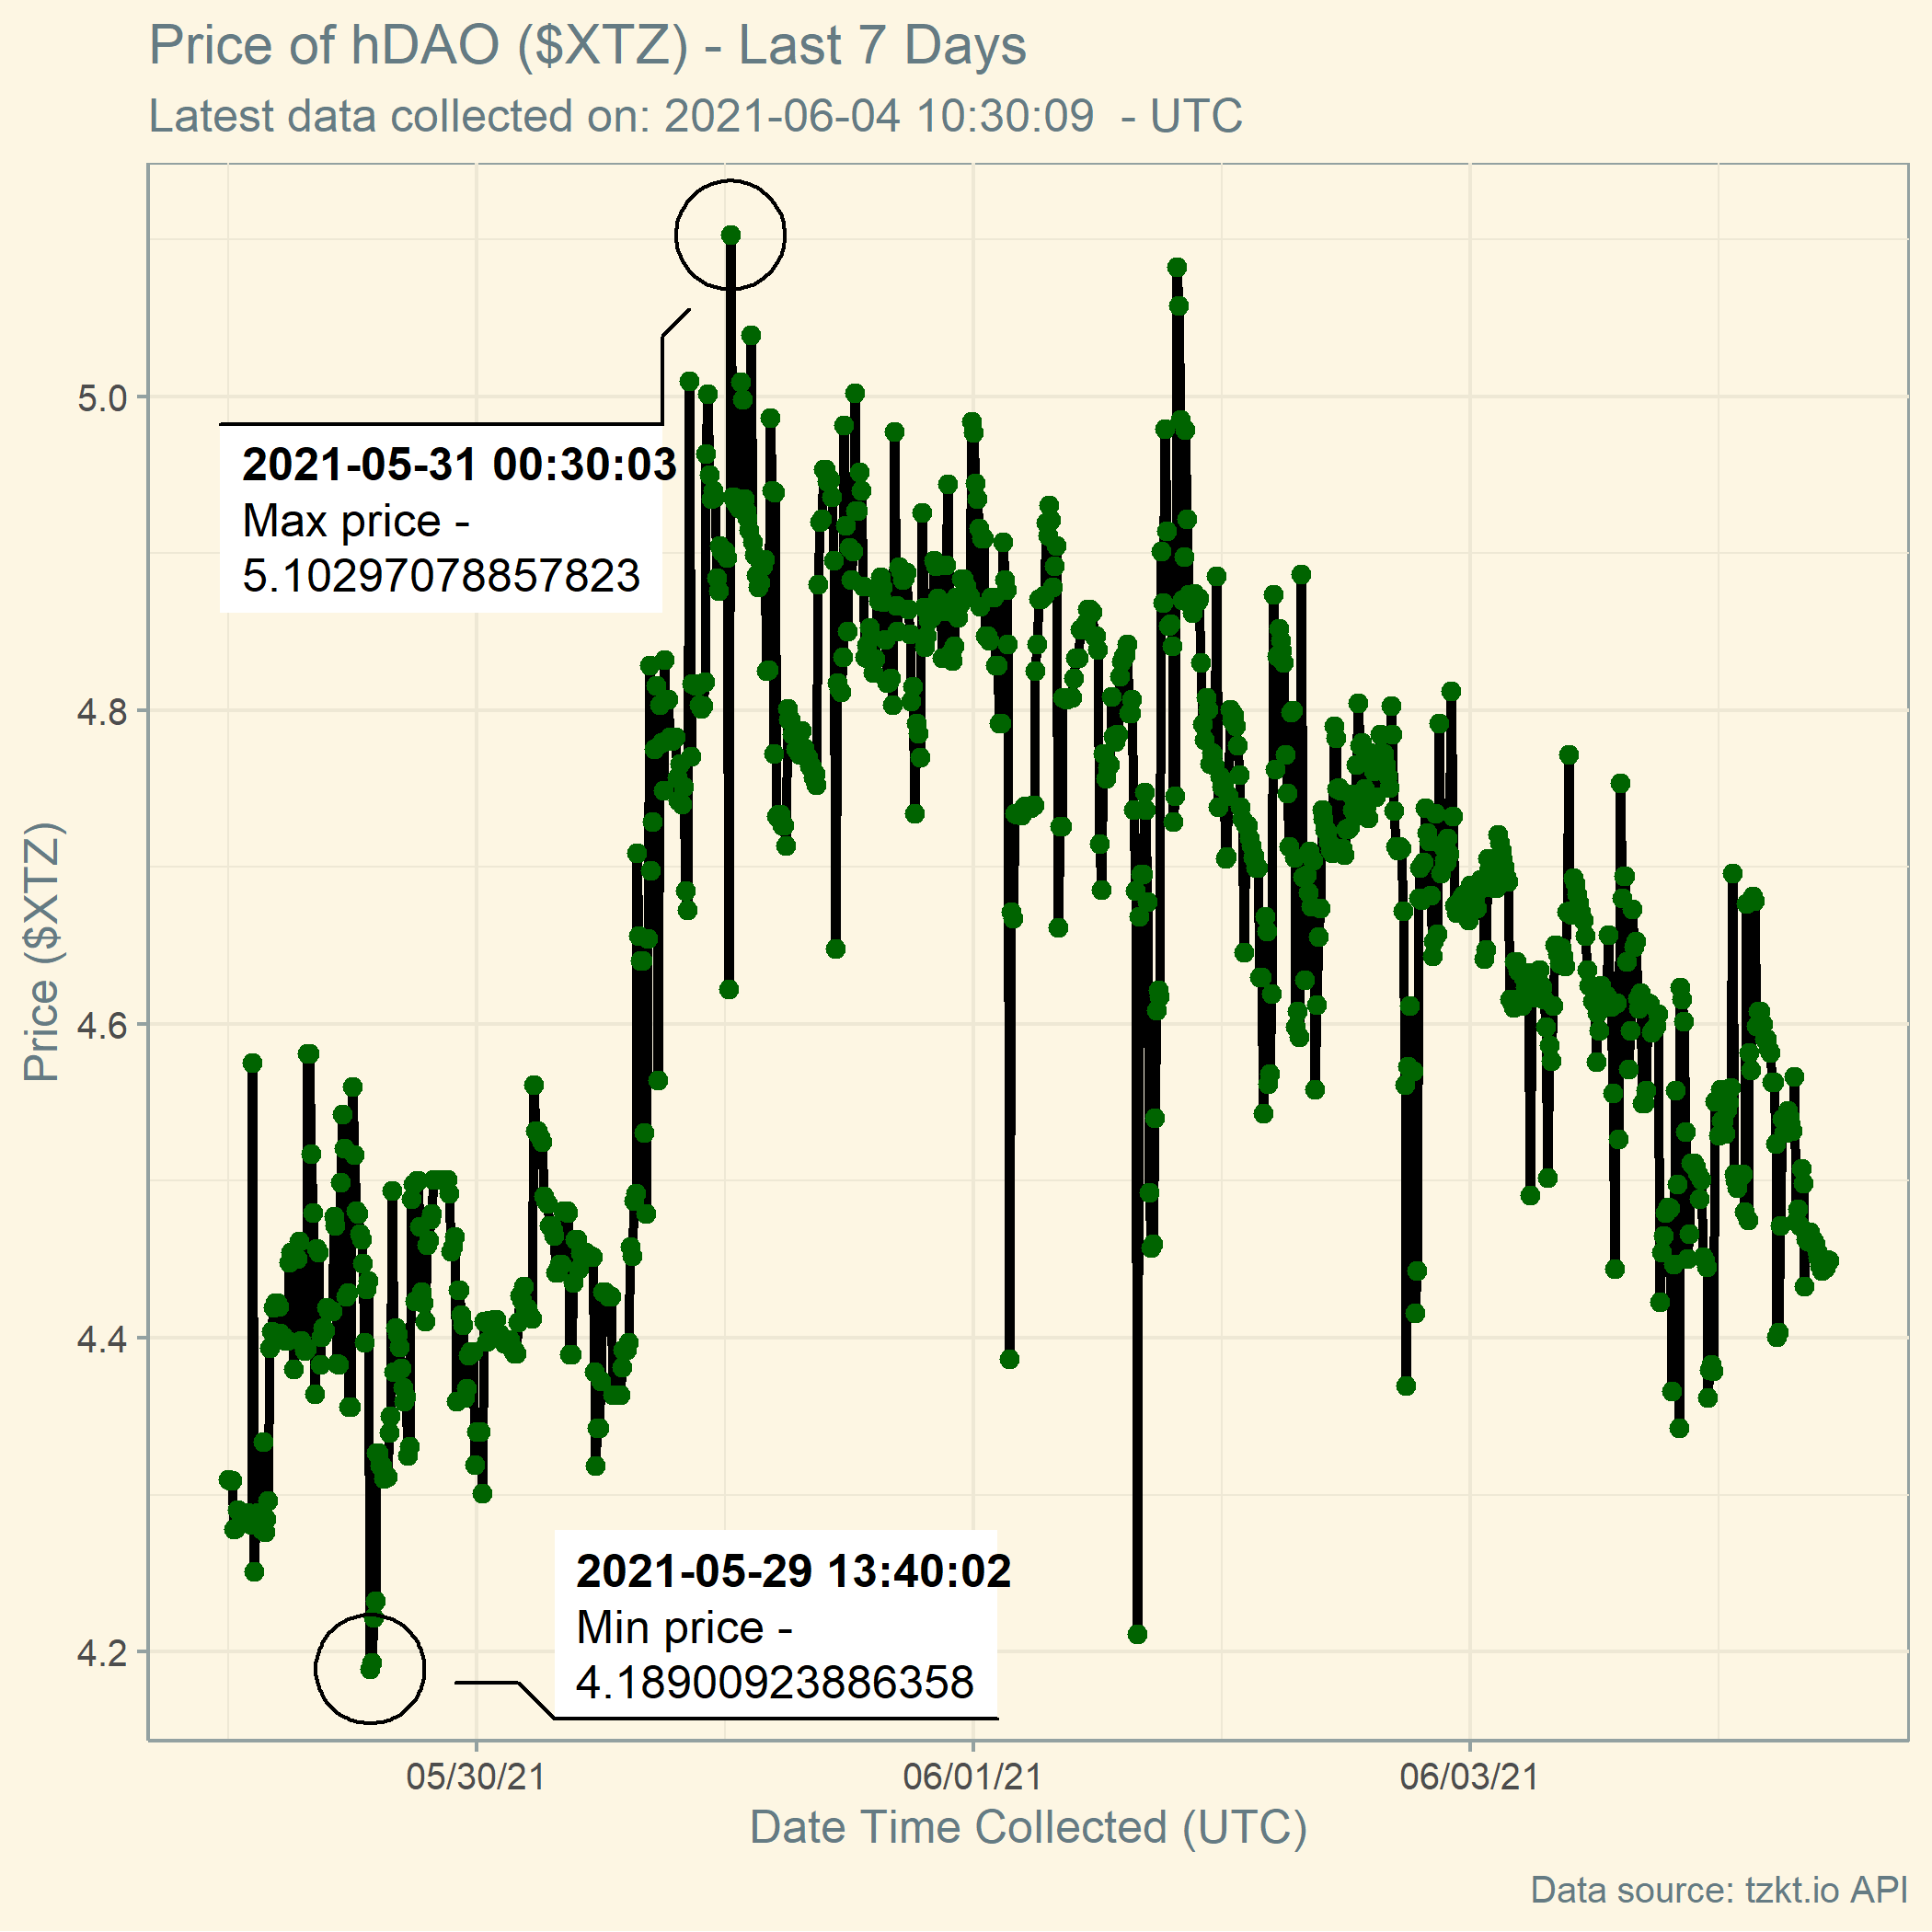 Price of hDAO ($XTZ) - Last 7 Days
Latest data collected on: 2021-06-04 10:30:09  - UTC
Price ($XTZ)
5.0
4.8
4.6
4.4
4.2
2021-05-31 00:30:03
Max price -
5.10297078857823
2021-05-29 13:40:02
Min price -
4.18900923886358
05/30/21
06/01/21
06/03/21
Date Time Collected (UTC)
Data source: tzkt.io API